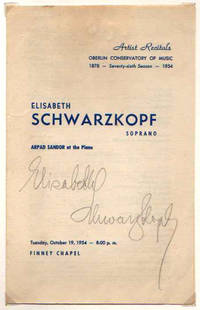 Artist Recitals
OBERLIN CONSERVATORY OF MUSIC
1878 — Seventy-sixth Season — 1954
ELISABETH
SCHWARZKOPF
SOPRANO
ARPAD SANDOR at the Piano
Elisabeth
Schwarzkopf
Tuesday, October 19, 1954 — 8:00 p. m.
FINNEY CHAPEL